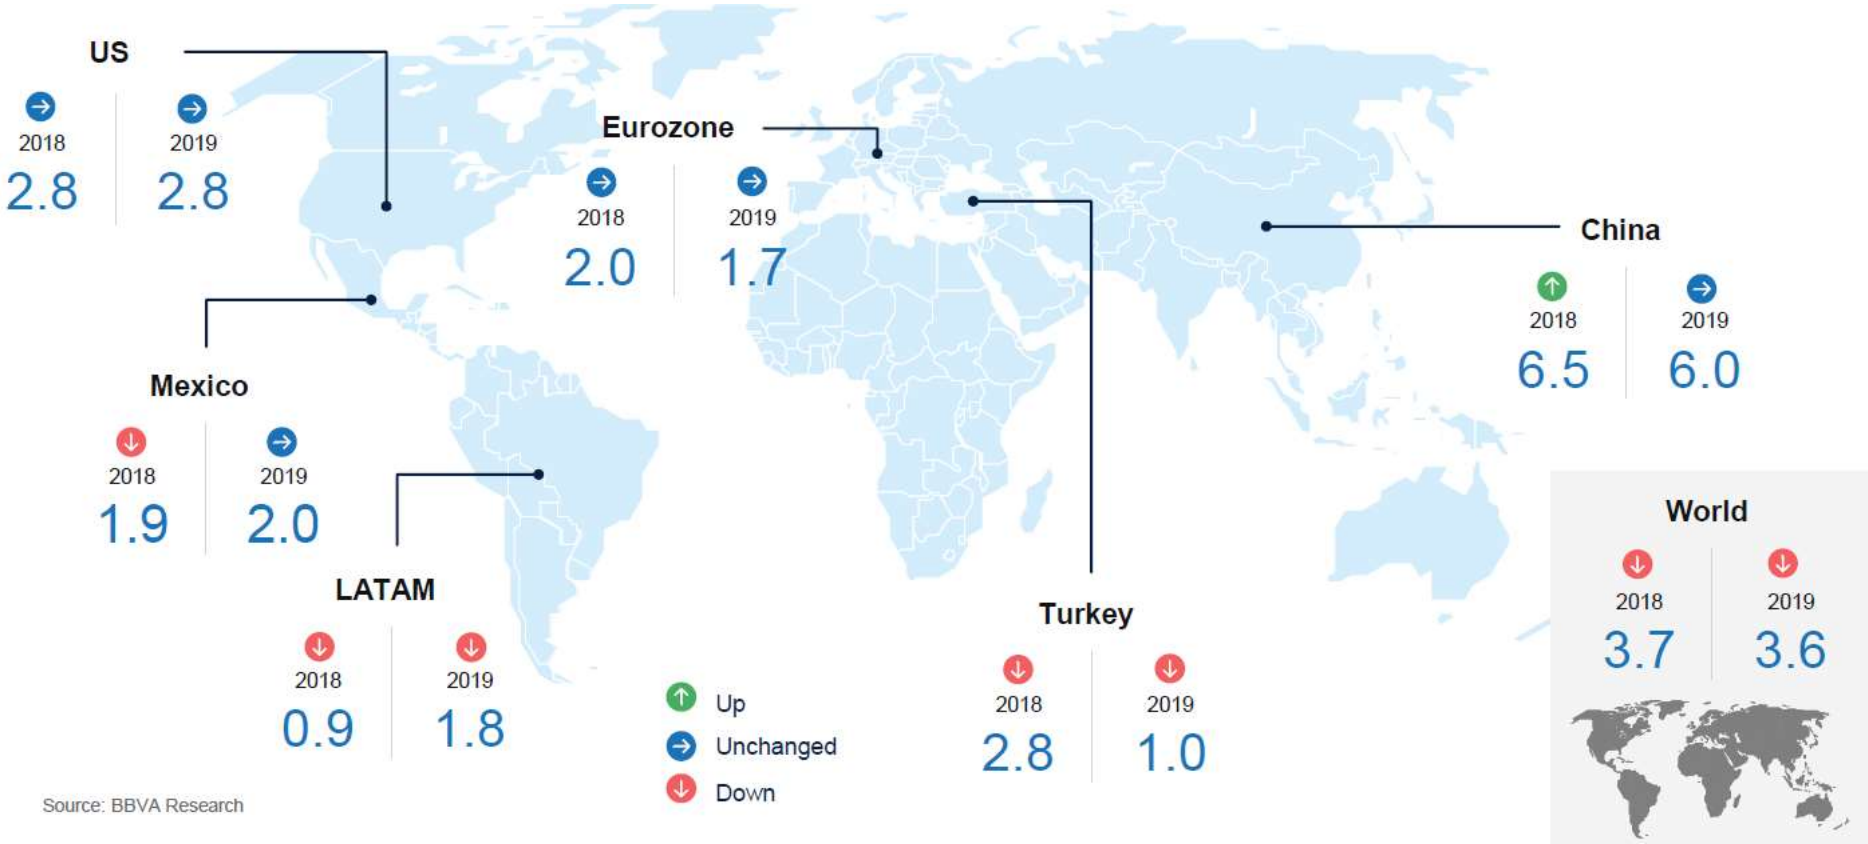 US
2018 2019
2.8 2.8
Eurozone
2018 2019
2.0 1.7
China
2018 2019
6.5 6.0
Mexico
2018 2019
1.9 2.0
LATAM
2018 2019
0.9 1.8
Turkey
2018 2019
2.8 1.0
World
2018 2019
3.7 3.6
Up
Unchanged
Down
Source: BBVA Research